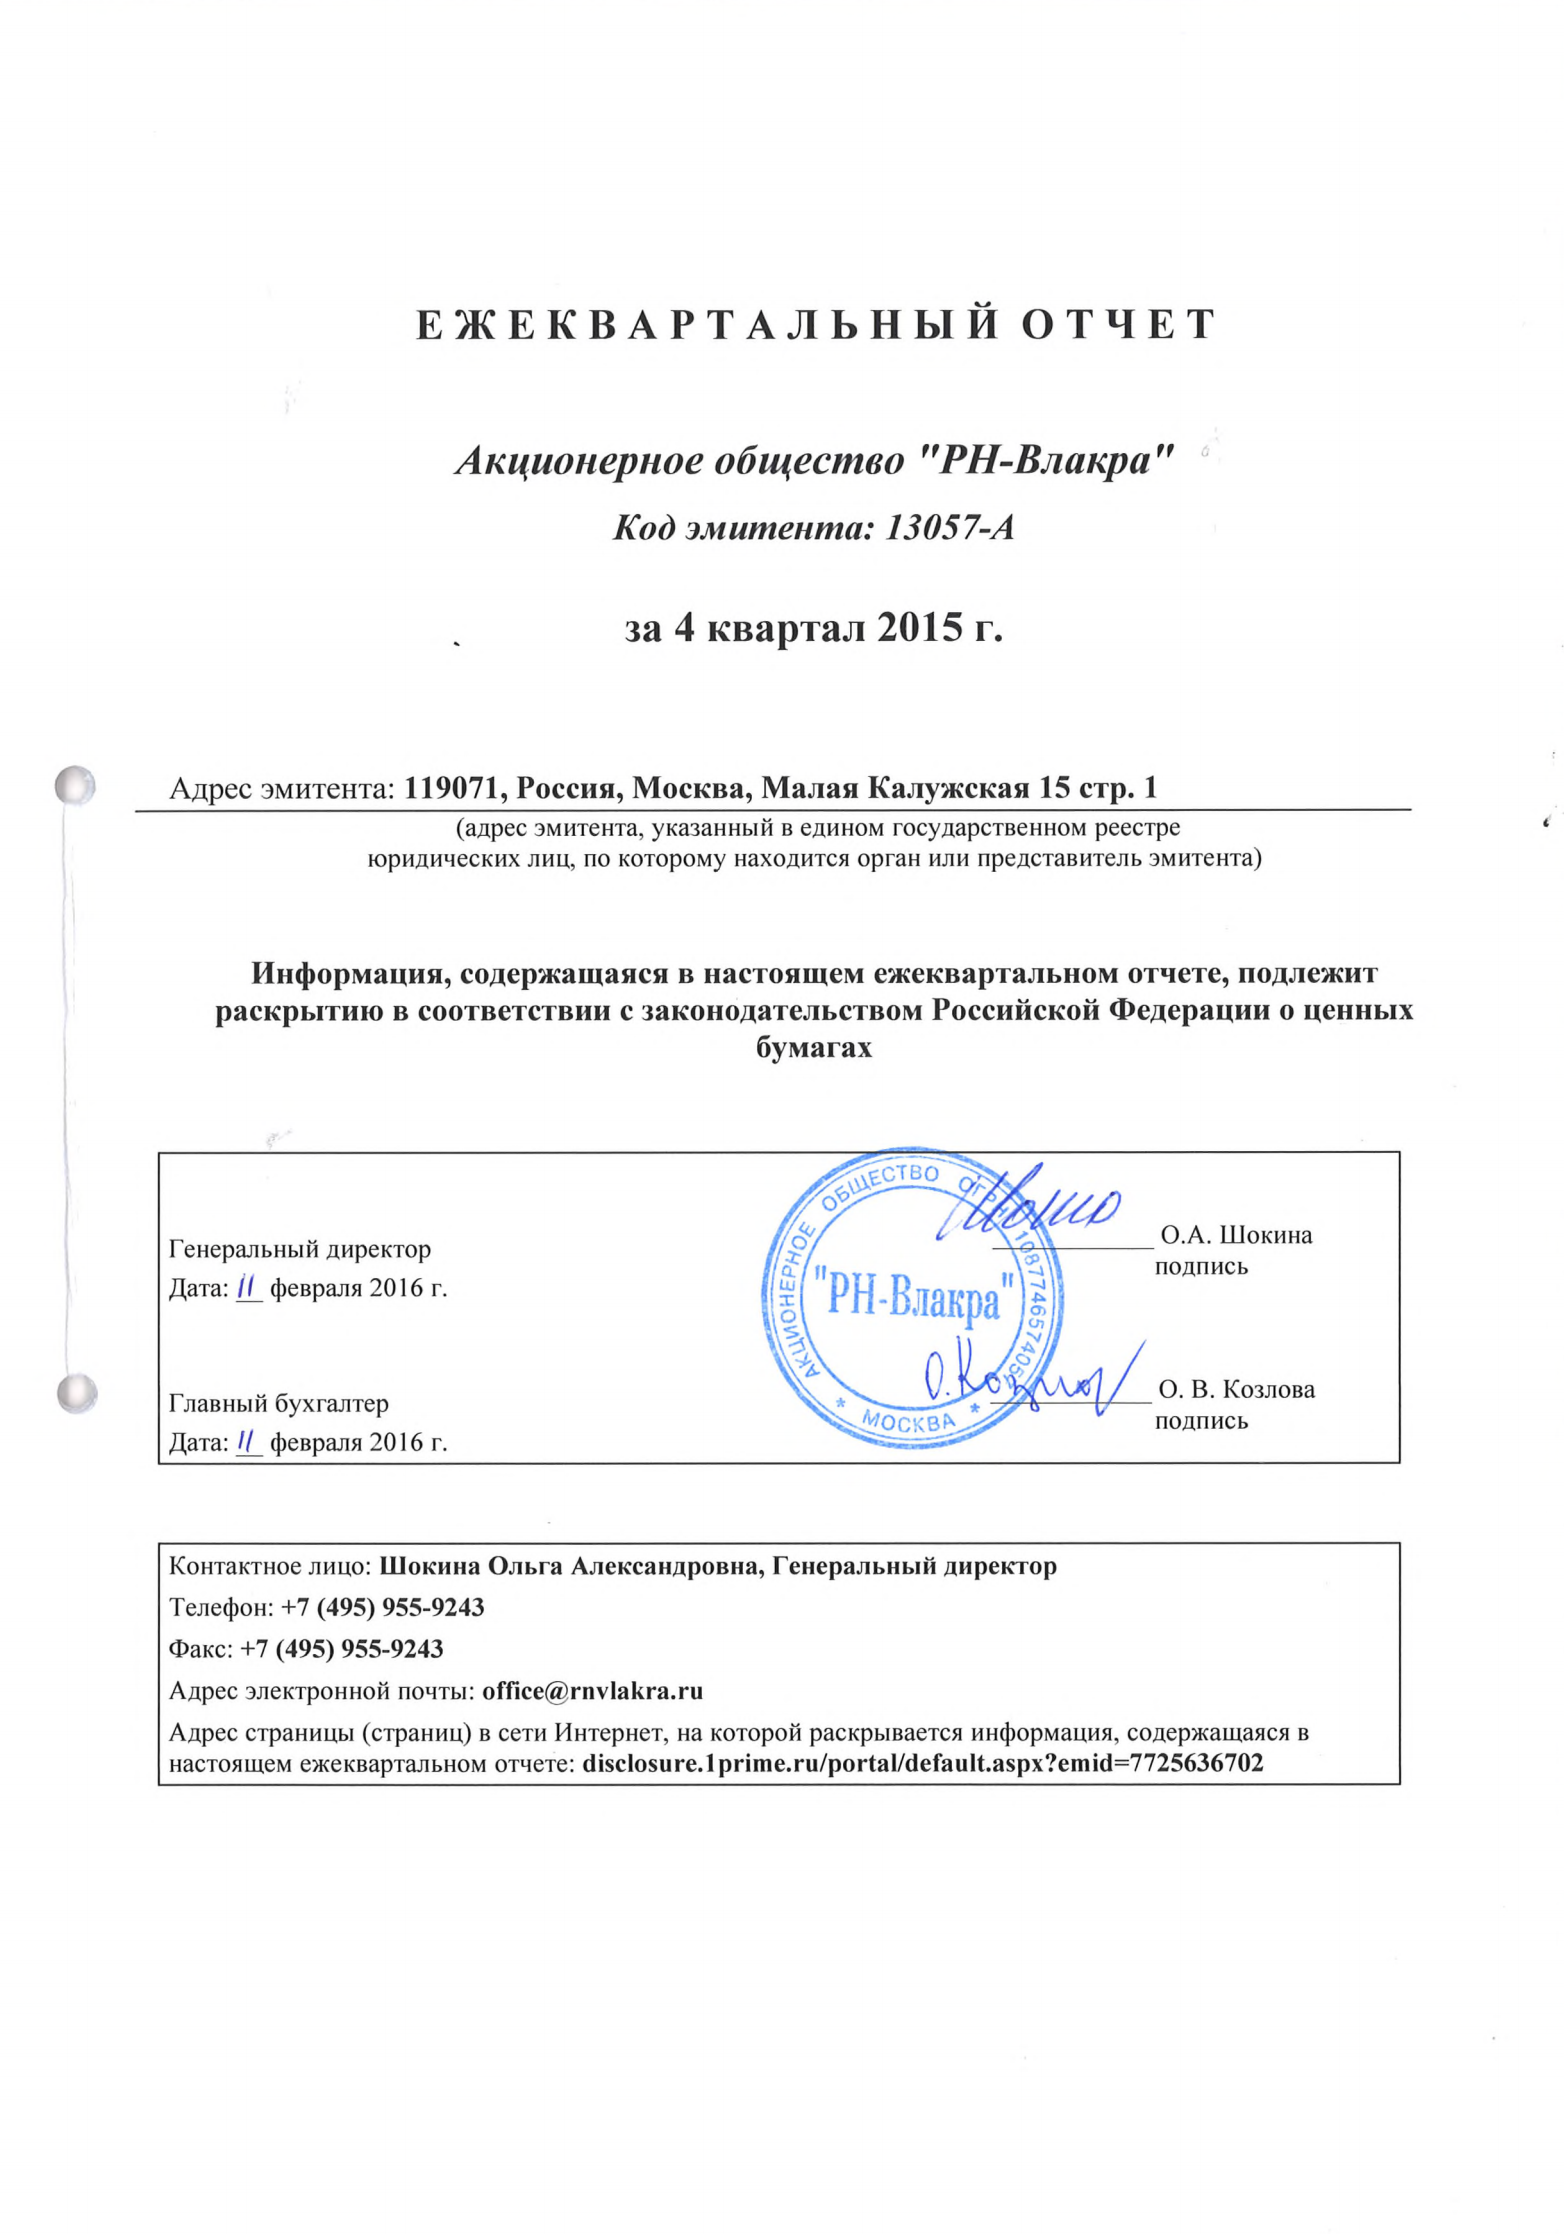 ЕЖЕКВАРТАЛЬНЫЙ ОТЧЕТ
Акционерное общество "РН-Влакра"
Код эмитента: 13057-А
за 4 квартал 2015 г.
Адрес эмитента: 119071, Россия, Москва, Малая Калужская 15 стр. 1
(адрес эмитента, указанный в едином государственном реестре
юридических лиц, по которому находится орган или представитель эмитента)
Информация, содержащаяся в настоящем ежеквартальном отчете, подлежит
раскрытию в соответствии с законодательством Российской Федерации о ценных
бумагах
Генеральный директор
Дата: 11 февраля 2016 г.
О.А. Шокина
подпись
АКЦИОНЕРНОЕ ОБЩЕСТВО ОГРН 1087746574054
"РН-Влакра"
* МОСКВА *
Главный бухгалтер
Дата: 11 февраля 2016 г.
О. Козлов
О. В. Козлова
подпись
Контактное лицо: Шокина Ольга Александровна, Генеральный директор
Телефон: +7 (495) 955-9243
Факс: +7 (495) 955-9243
Адрес электронной почты: office@rnvlakra.ru
Адрес страницы (страниц) в сети Интернет, на которой раскрывается информация, содержащаяся в
настоящем ежеквартальном отчете: disclosure.1prime.ru/portal/default.aspx?emid=7725636702